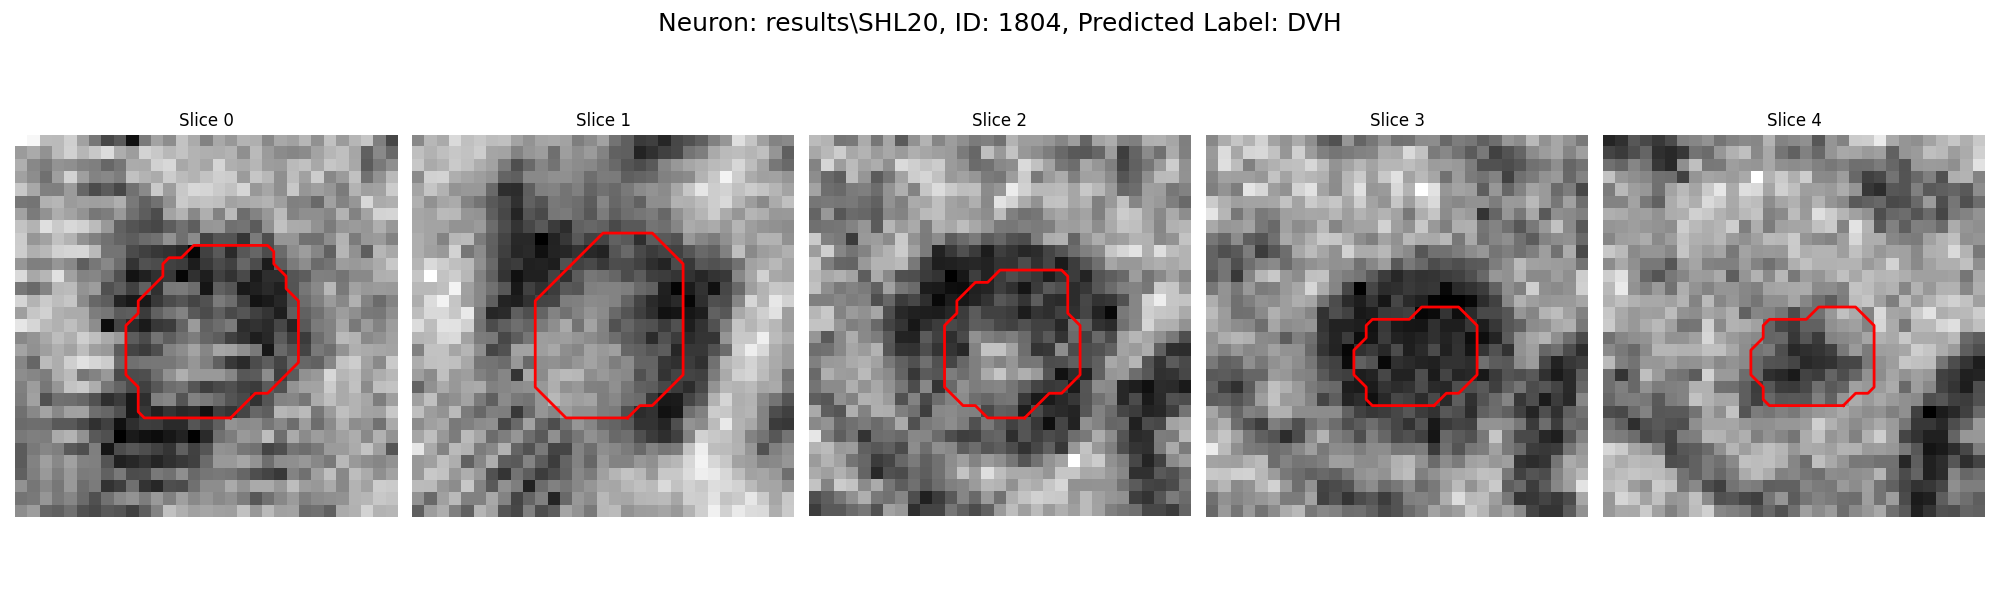 Neuron: results\SHL20, ID: 1804, Predicted Label: DVH
Slice 0
Slice 1
Slice 2
Slice 3
Slice 4